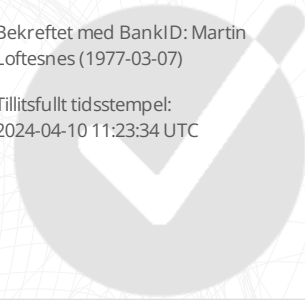 Bekreftet med BankID: Martin
Loftesnes (1977-03-07)
Tillitsfullt tidsstempel:
2024-04-10 11:23:34 UTC